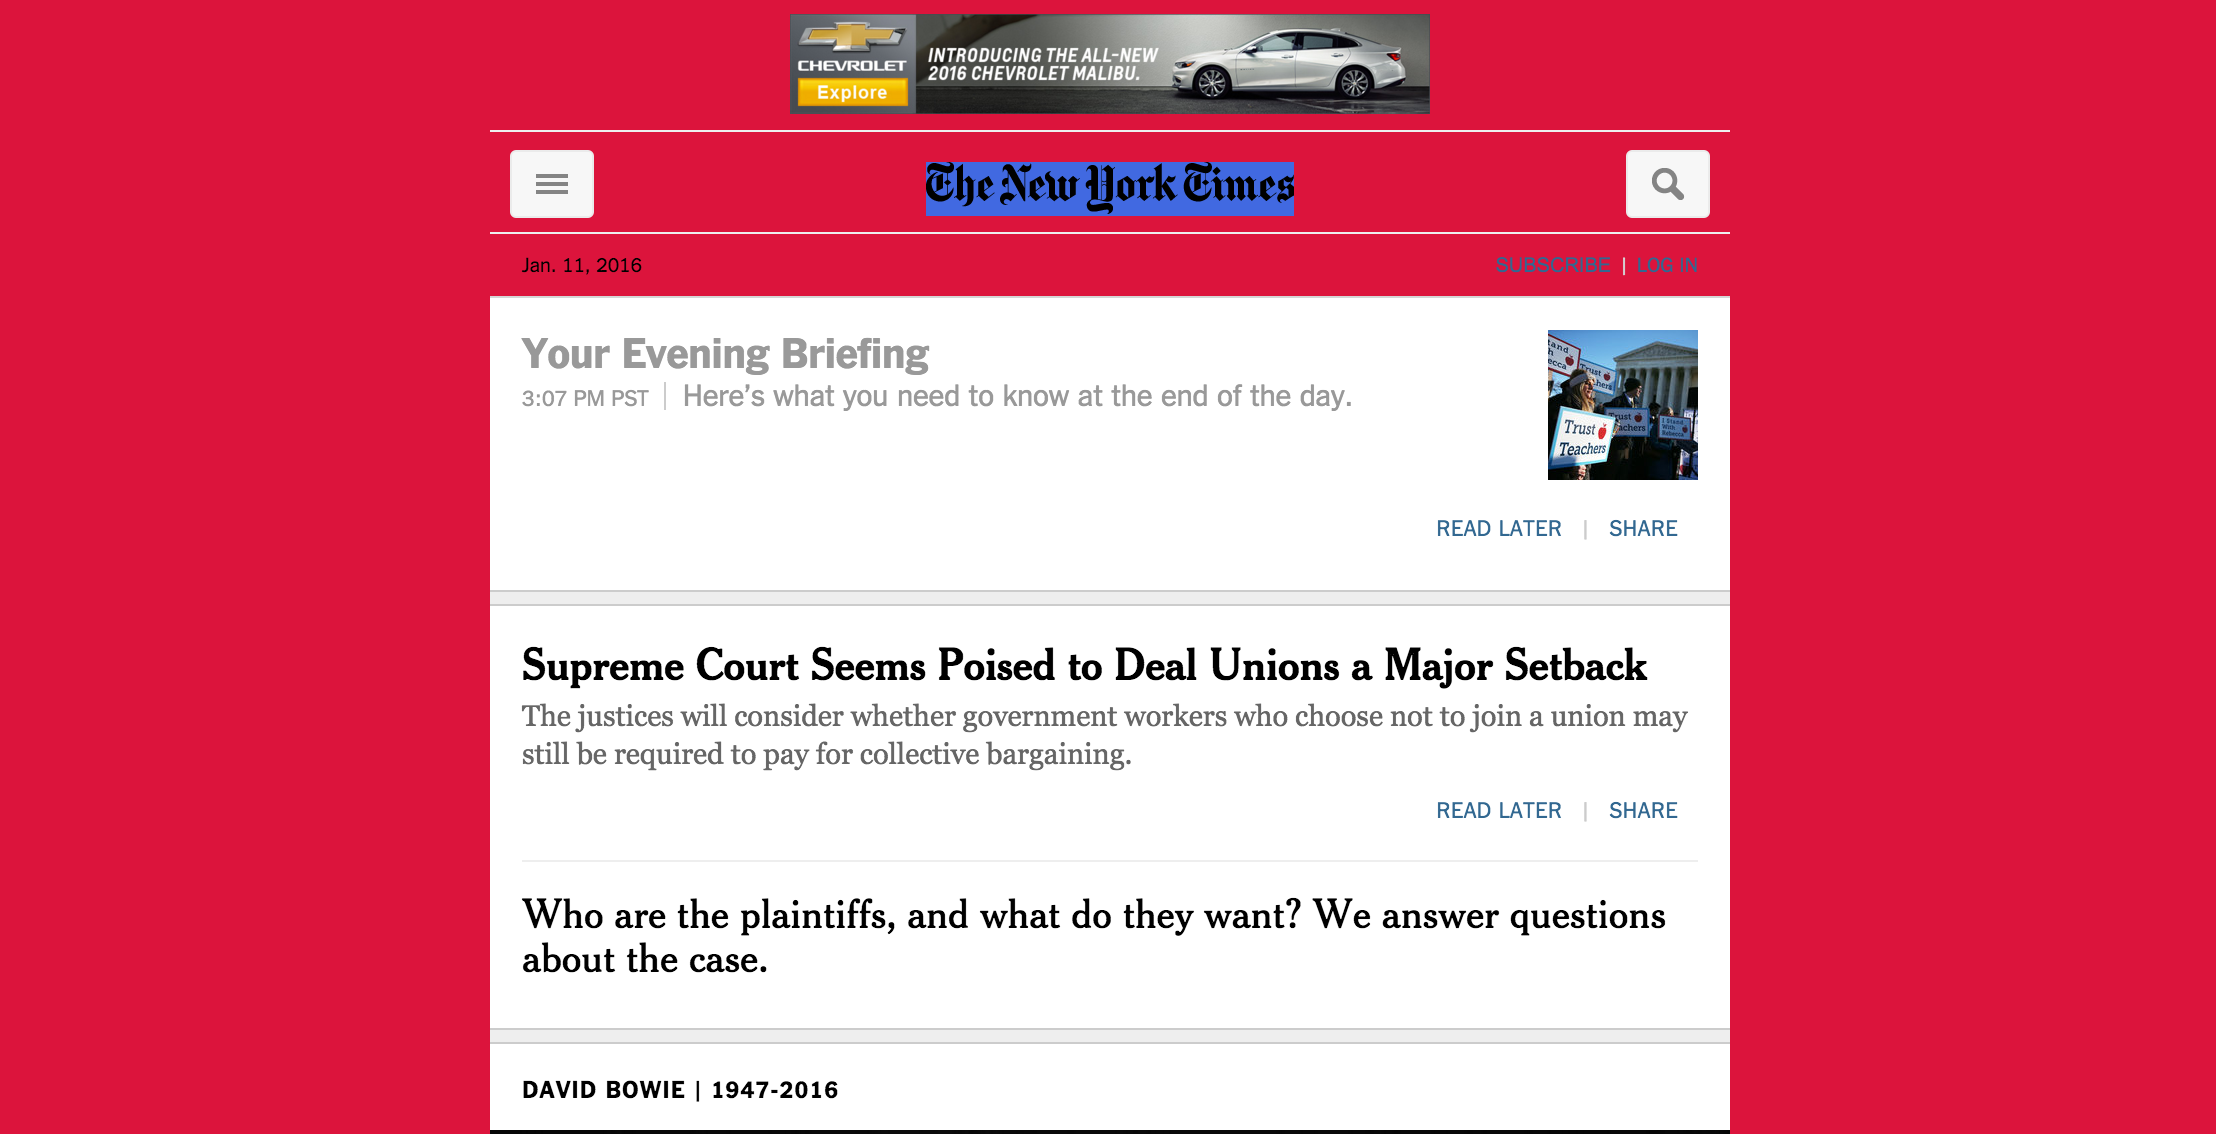 CHEVROLET
Explore
INTRODUCING THE ALL-NEW
2016 CHEVROLET MALIBU.
The New York Times
Jan. 11, 2016
SUBSCRIBE | LOG IN
Your Evening Briefing
3:07 PM PST | Here's what you need to know at the end of the day.
Trust
Teachers
READ LATER | SHARE
Supreme Court Seems Poised to Deal Unions a Major Setback
The justices will consider whether government workers who choose not to join a union may
still be required to pay for collective bargaining.
READ LATER | SHARE
Who are the plaintiffs, and what do they want? We answer questions
about the case.
DAVID BOWIE | 1947-2016